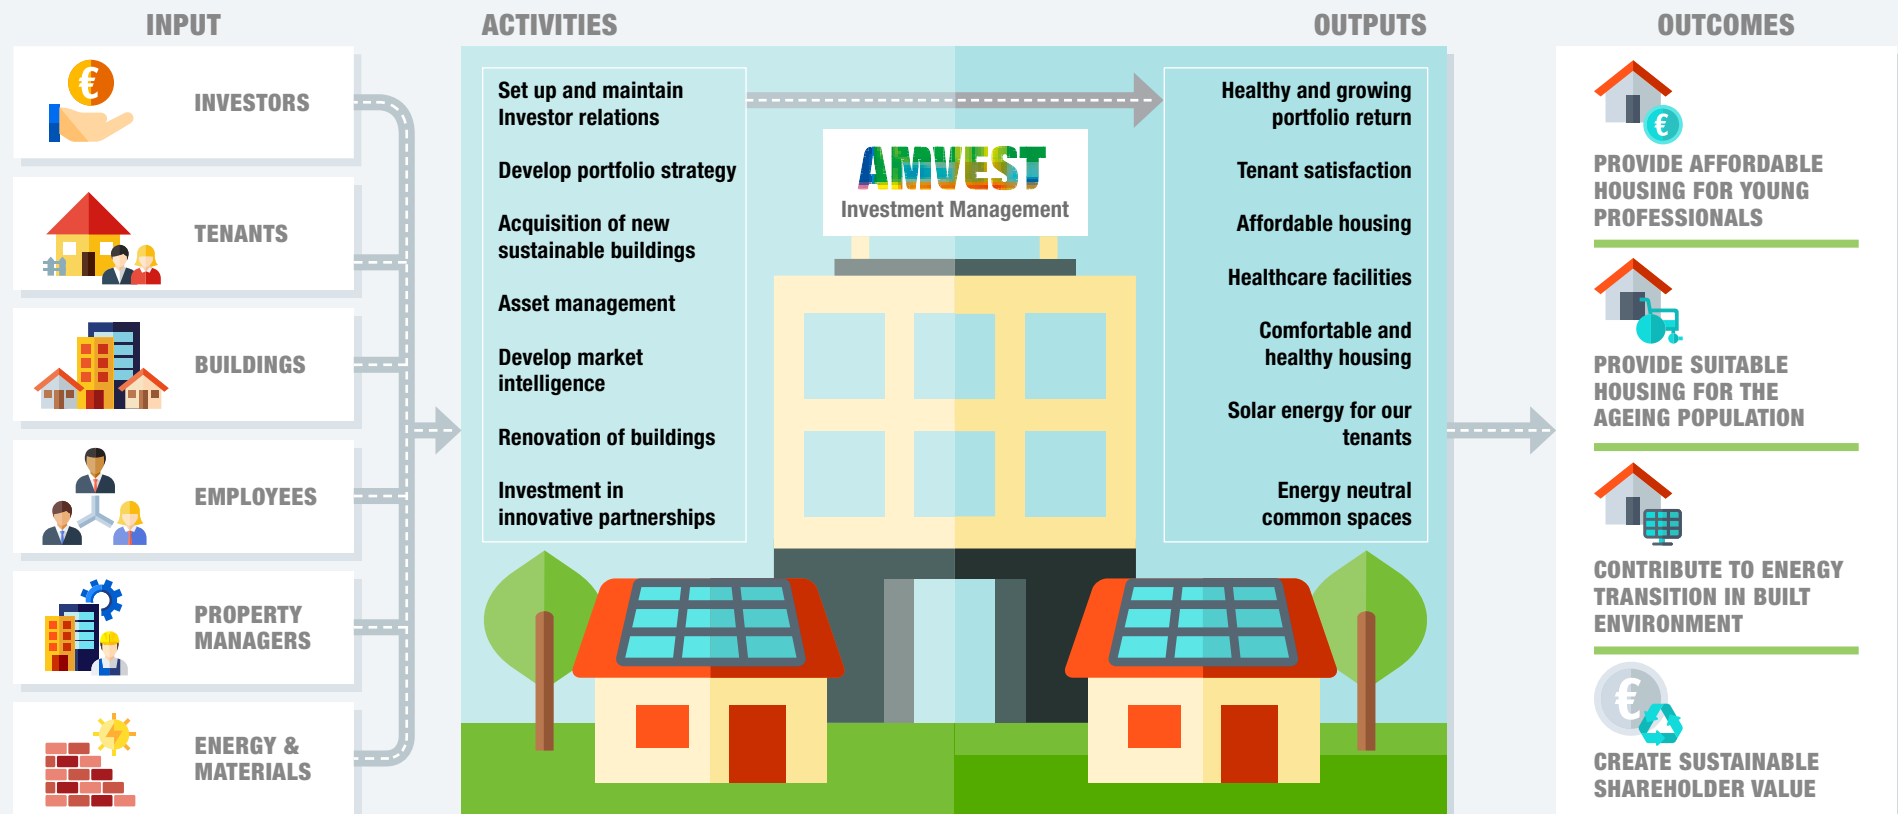 INPUT
INVESTORS
TENANTS
BUILDINGS
EMPLOYEES
PROPERTY
MANAGERS
ENERGY &
MATERIALS
ACTIVITIES
Set up and maintain
Investor relations
Develop portfolio strategy
Acquisition of new
sustainable buildings
Asset management
Develop market
intelligence
Renovation of buildings
Investment in
innovative partnerships
AMVEST
Investment Management
OUTPUTS
Healthy and growing
portfolio return
Tenant satisfaction
Affordable housing
Healthcare facilities
Comfortable and
healthy housing
Solar energy for our
tenants
Energy neutral
common spaces
OUTCOMES
PROVIDE AFFORDABLE
HOUSING FOR YOUNG
PROFESSIONALS
PROVIDE SUITABLE
HOUSING FOR THE
AGEING POPULATION
CONTRIBUTE TO ENERGY
TRANSITION IN BUILT
ENVIRONMENT
CREATE SUSTAINABLE
SHAREHOLDER VALUE